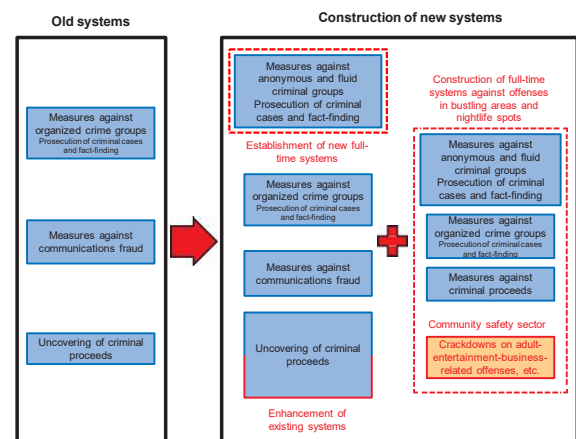 Old systems
Construction of new systems
Measures against
organized crime groups
Prosecution of criminal cases
and fact-finding
Measures against
communications fraud
Uncovering of criminal
proceeds
Measures against
anonymous and fluid
criminal groups
Prosecution of criminal
cases and fact-finding
Establishment of new full-
time systems
Measures against
organized crime groups
Prosecution of criminal cases
and fact-finding
Measures against
communications fraud
Uncovering of criminal
proceeds
Enhancement of
existing systems
Construction of full-time
systems against offenses
in bustling areas and
nightlife spots
Measures against
anonymous and fluid
criminal groups
Prosecution of criminal
cases and fact-finding
Measures against
organized crime groups
Prosecution of criminal cases
and fact-finding
Measures against
criminal proceeds
Community safety sector
Crackdowns on adult-
entertainment-business-
related offenses, etc.